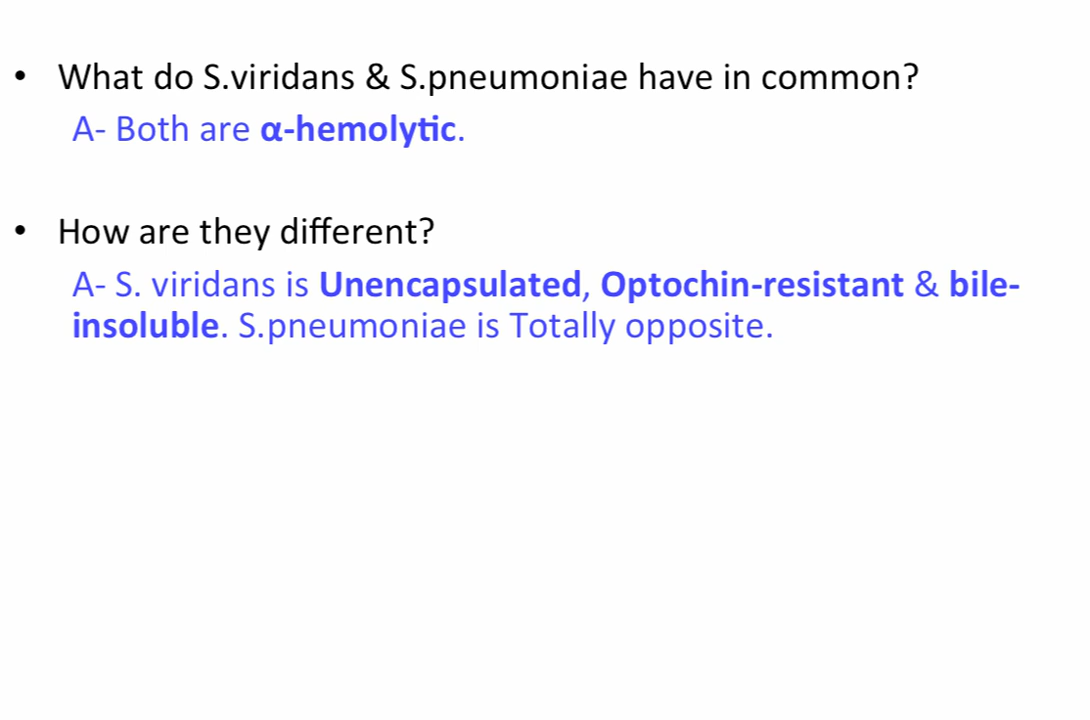 • What do S.viridans & S.pneumoniae have in common?
A- Both are α-hemolytic.
• How are they different?
A- S. viridans is Unencapsulated, Optochin-resistant & bile-
insoluble. S.pneumoniae is Totally opposite.